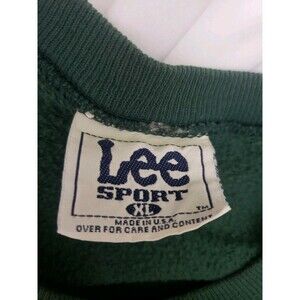 Lee
SPORT
XL
TM
MADE IN U.S.A.
OVER FOR CARE AND CONTENT